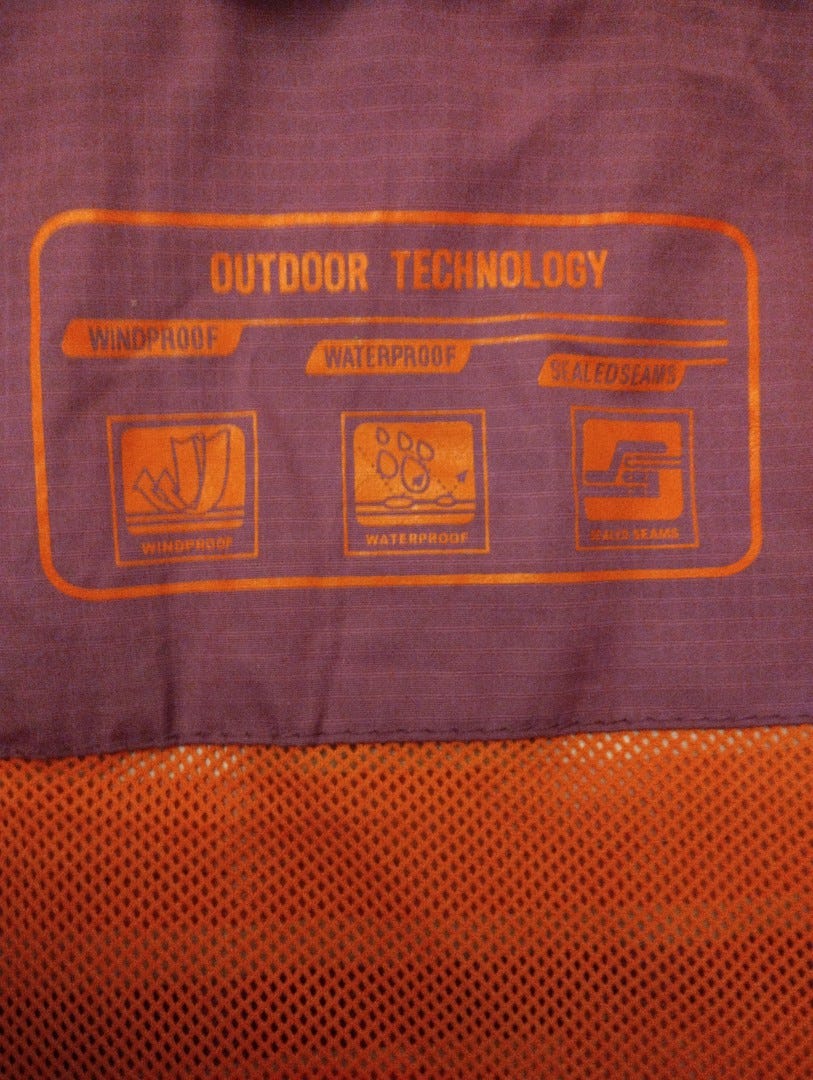 OUTDOOR TECHNOLOGY
WINDPROOF
WATERPROOF
SEALEDSEAMS
WINDPROOF
WATERPROOF
SEALED SEAMS